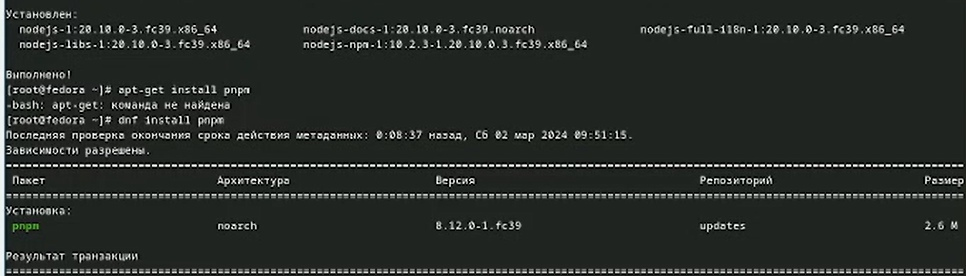 Установлен:
nodejs-1:20.10.0-3.fc39.x86_64 nodejs-docs-1:20.10.0-3.fc39.noarch nodejs-full-i18n-1:20.10.0-3.fc39.x86_64
nodejs-libs-1:20.10.0-3.fc39.x86_64 nodejs-npm-1:10.2.3-1.20.10.0.3.fc39.x86_64
Выполнено!
[root@fedora ~]# apt-get install pnpm
-bash: apt-get: команда не найдена
[root@fedora ~]# dnf install pnpm
Последняя проверка окончания срока действия метаданных: 0:08:37 назад, Сб 02 мар 2024 09:51:15.
Зависимости разрешены.
================================================================================
Пакет Архитектура Версия Репозиторий Размер
================================================================================
Установка:
pnpm noarch 8.12.0-1.fc39 updates 2.6 M
Результат транзакции
================================================================================